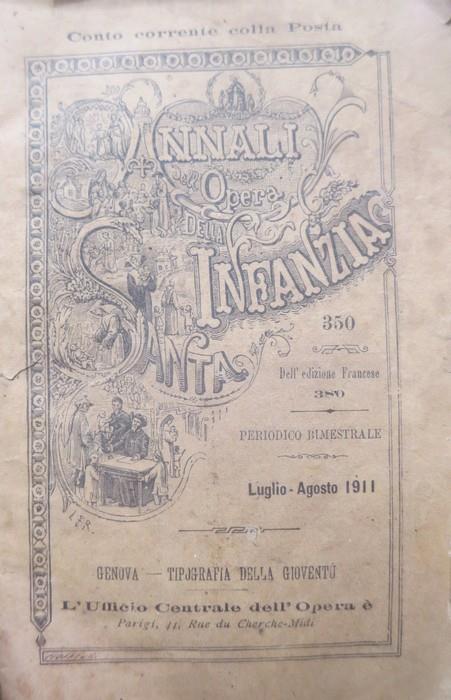 Conto corrente colla Posta
ANNALI
dell'Opera
DELLA
SANTA INFANZIA
350
Dell' edizione Francese
380
PERIODICO BIMESTRALE
Luglio - Agosto 1911
GENOVA — TIPOGRAFIA DELLA GIOVENTÙ
L'Ufficio Centrale dell'Opera è
Parigi, 44, Rue du Cherche-Midi